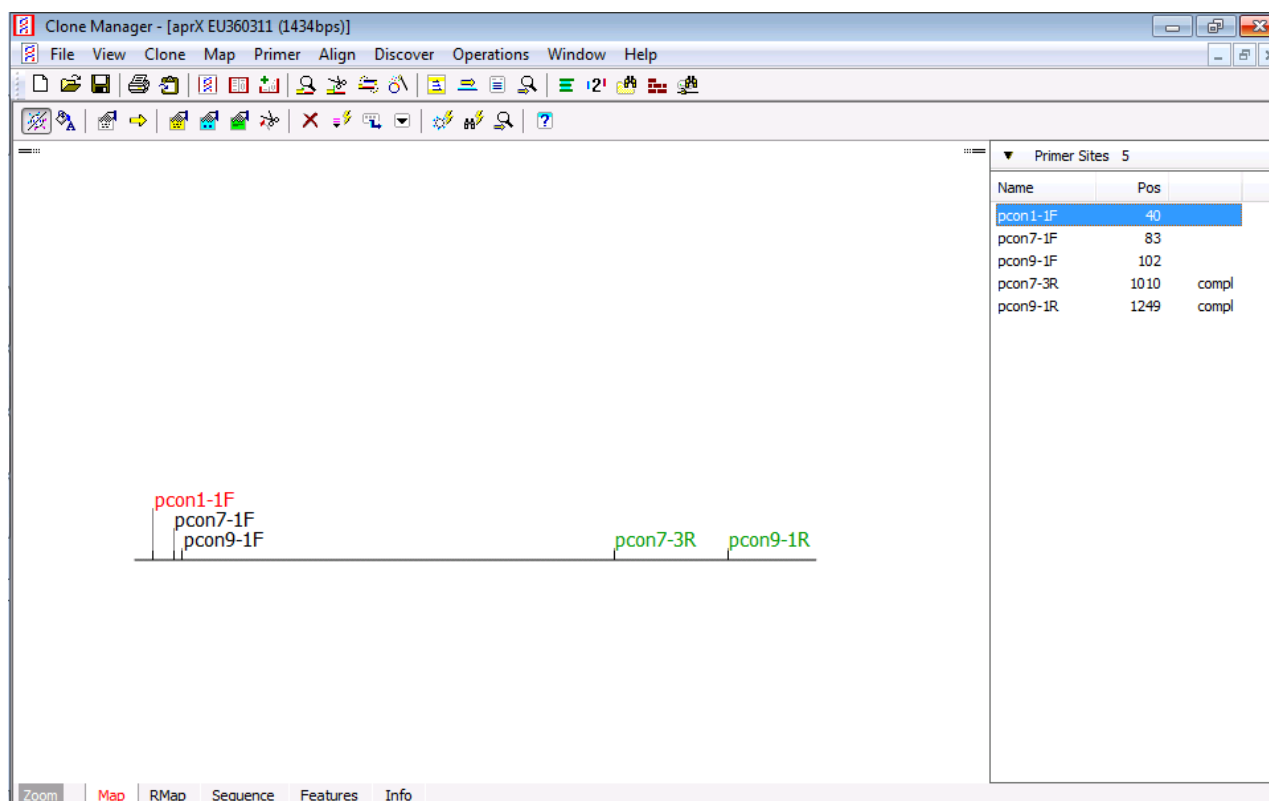 Clone Manager - [aprX EU360311 (1434bps)]
File View Clone Map Primer Align Discover Operations Window Help
Primer Sites 5
Name Pos
pcon1-1F 40
pcon7-1F 83
pcon9-1F 102
pcon7-3R 1010 compl
pcon9-1R 1249 compl
pcon1-1F
pcon7-1F
pcon9-1F pcon7-3R pcon9-1R
Zoom Map RMap Sequence Features Info